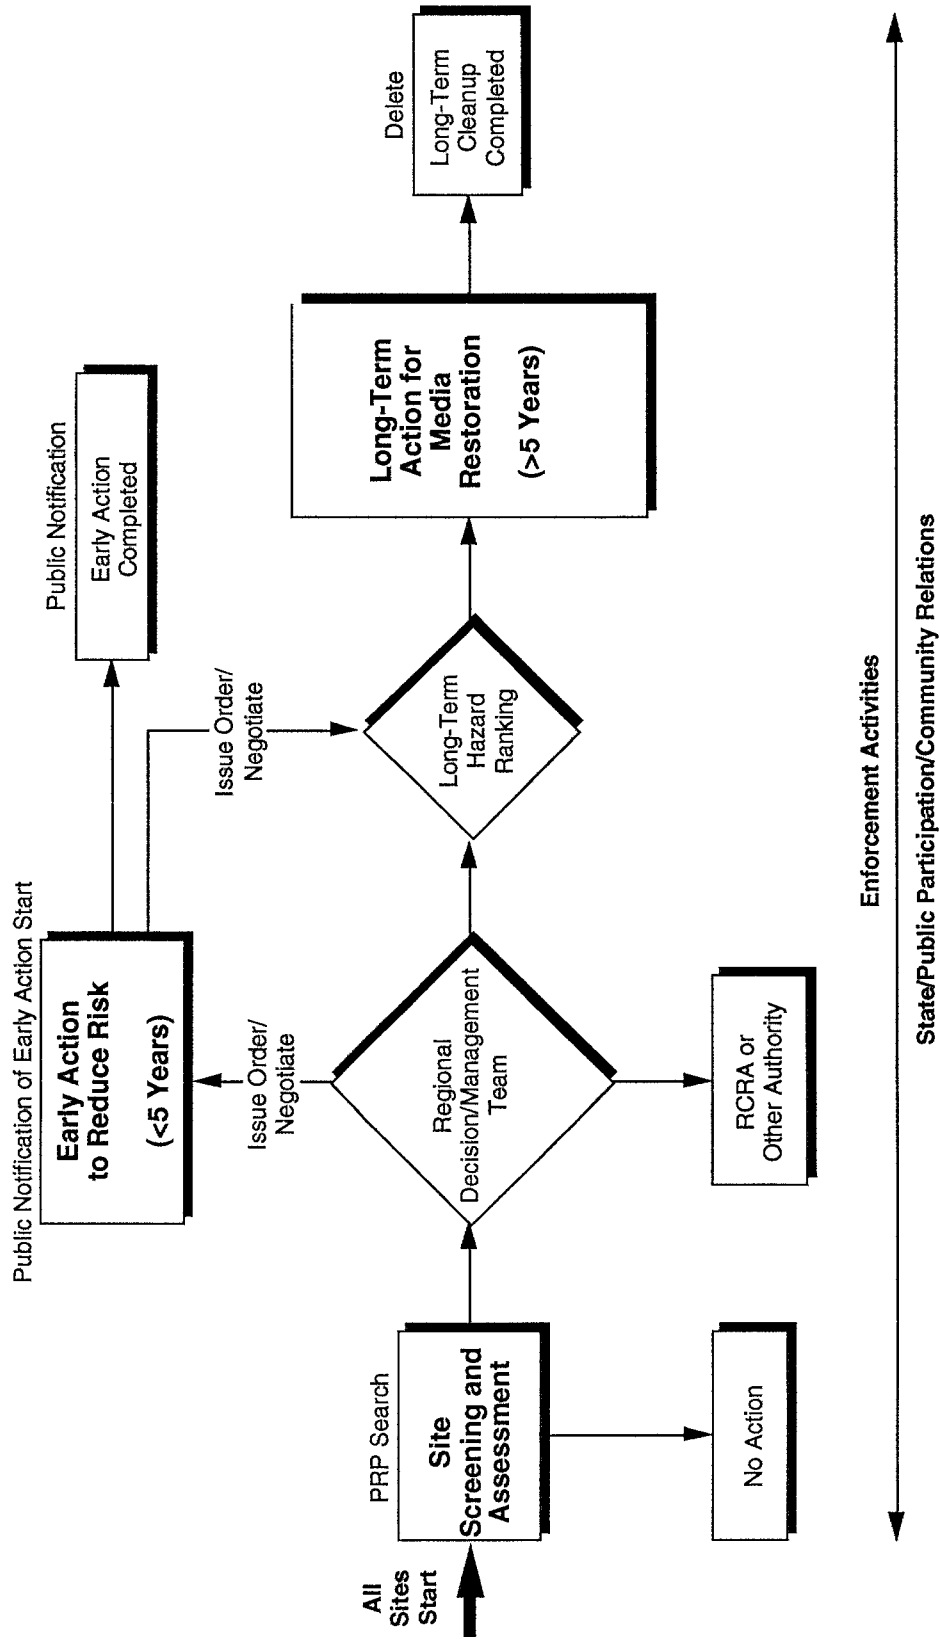 All
Sites
Start
PRP Search
Site
Screening and
Assessment
No Action
Regional
Decision/Management
Team
RCRA or
Other Authority
Issue Order/
Negotiate
Public Notification of Early Action Start
Early Action
to Reduce Risk
(<5 Years)
Issue Order/
Negotiate
Public Notification
Early Action
Completed
Long-Term
Hazard
Ranking
Long-Term
Action for
Media
Restoration
(>5 Years)
Delete
Long-Term
Cleanup
Completed
Enforcement Activities
State/Public Participation/Community Relations